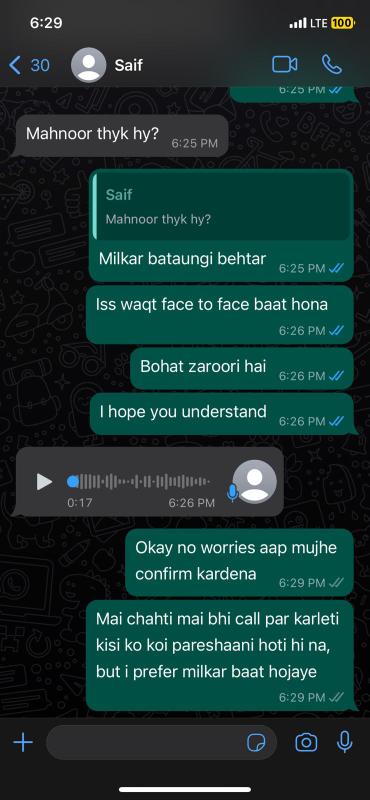 6:29
LTE 100
30
Saif
6:25 PM
Mahnoor thyk hy?
6:25 PM
Saif
Mahnoor thyk hy?
Milkar bataungi behtar
6:25 PM
Iss waqt face to face baat hona
6:26 PM
Bohat zaroori hai
6:26 PM
I hope you understand
6:26 PM
0:17
6:26 PM
Okay no worries aap mujhe
confirm kardena
6:29 PM
Mai chahti mai bhi call par karleti
kisi ko koi pareshaani hoti hi na,
but i prefer milkar baat hojaye
6:29 PM